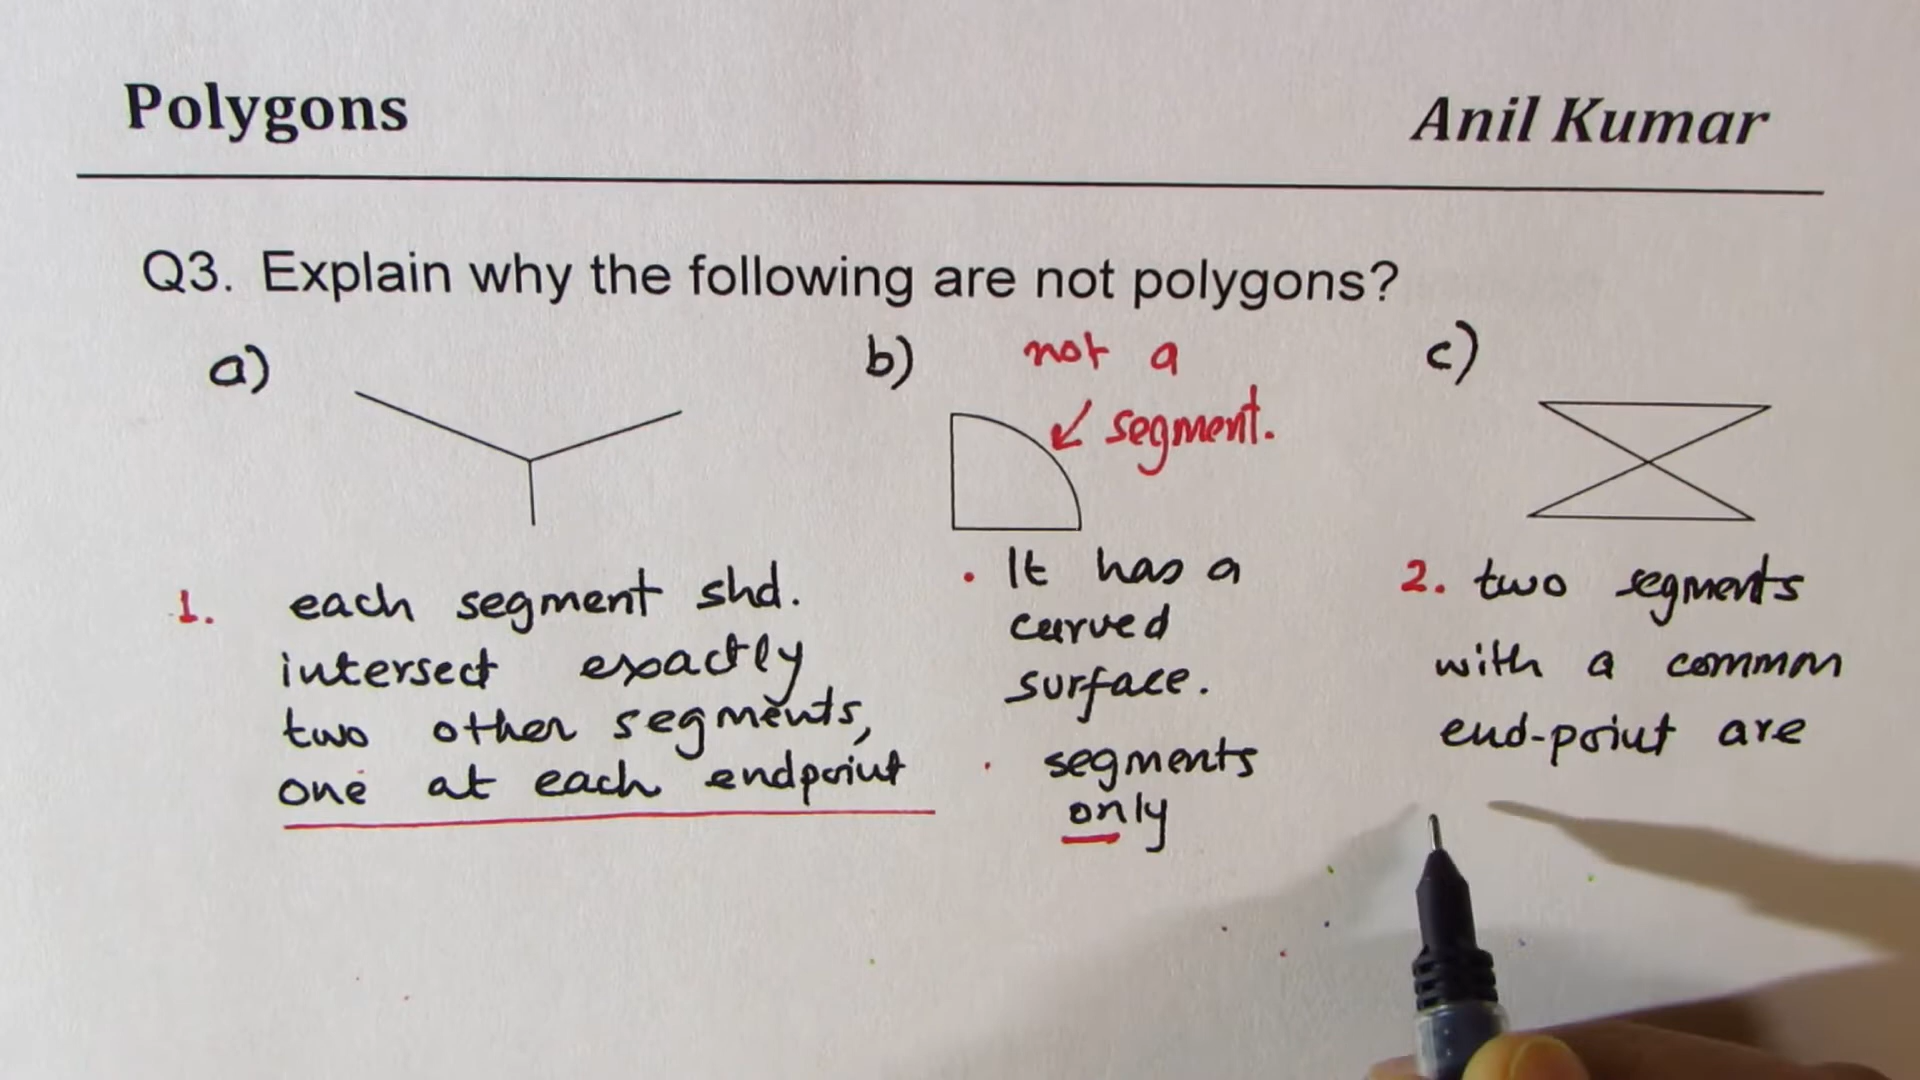 Polygons
Anil Kumar
Q3. Explain why the following are not polygons?
a)
b)
not a
segment.
c)
1. each segment shd.
intersect exactly
two other segments,
one at each endpoint
. It has a
curved
surface.
. segments
only
2. two segments
with a common
end-point are